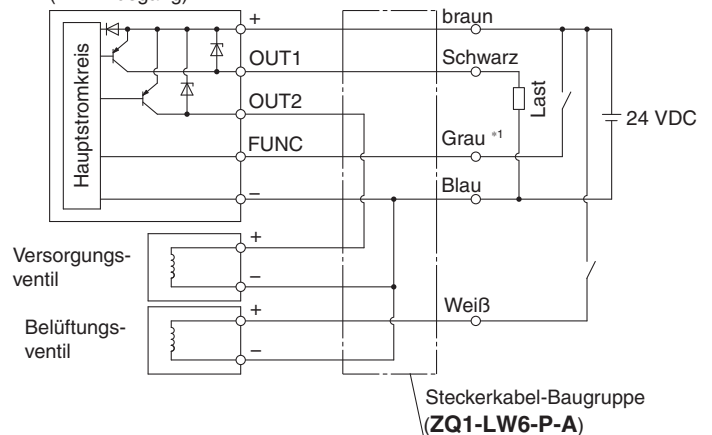 +
braun
OUT1
Schwarz
OUT2
Last
24 VDC
FUNC
Grau *1
Hauptstromkreis
−
Blau
Versorgungs-
ventil
+
−
Belüftungs-
ventil
+
Weiß
−
Steckerkabel-Baugruppe
(ZQ1-LW6-P-A)